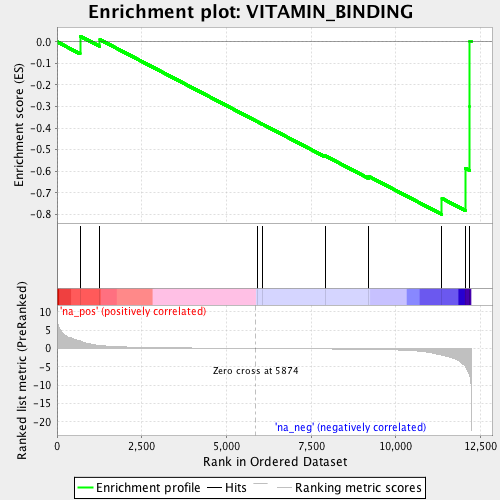 Enrichment plot: VITAMIN_BINDING
Enrichment score (ES)
0.0
-0.1
-0.2
-0.3
-0.4
-0.5
-0.6
-0.7
-0.8
'na_pos' (positively correlated)
Ranked list metric (PreRanked)
10
5
0
-5
-10
-15
-20
Zero cross at 5874
'na_neg' (negatively correlated)
0
2,500
5,000
7,500
10,000
12,500
Rank in Ordered Dataset
Enrichment profile
Hits
Ranking metric scores